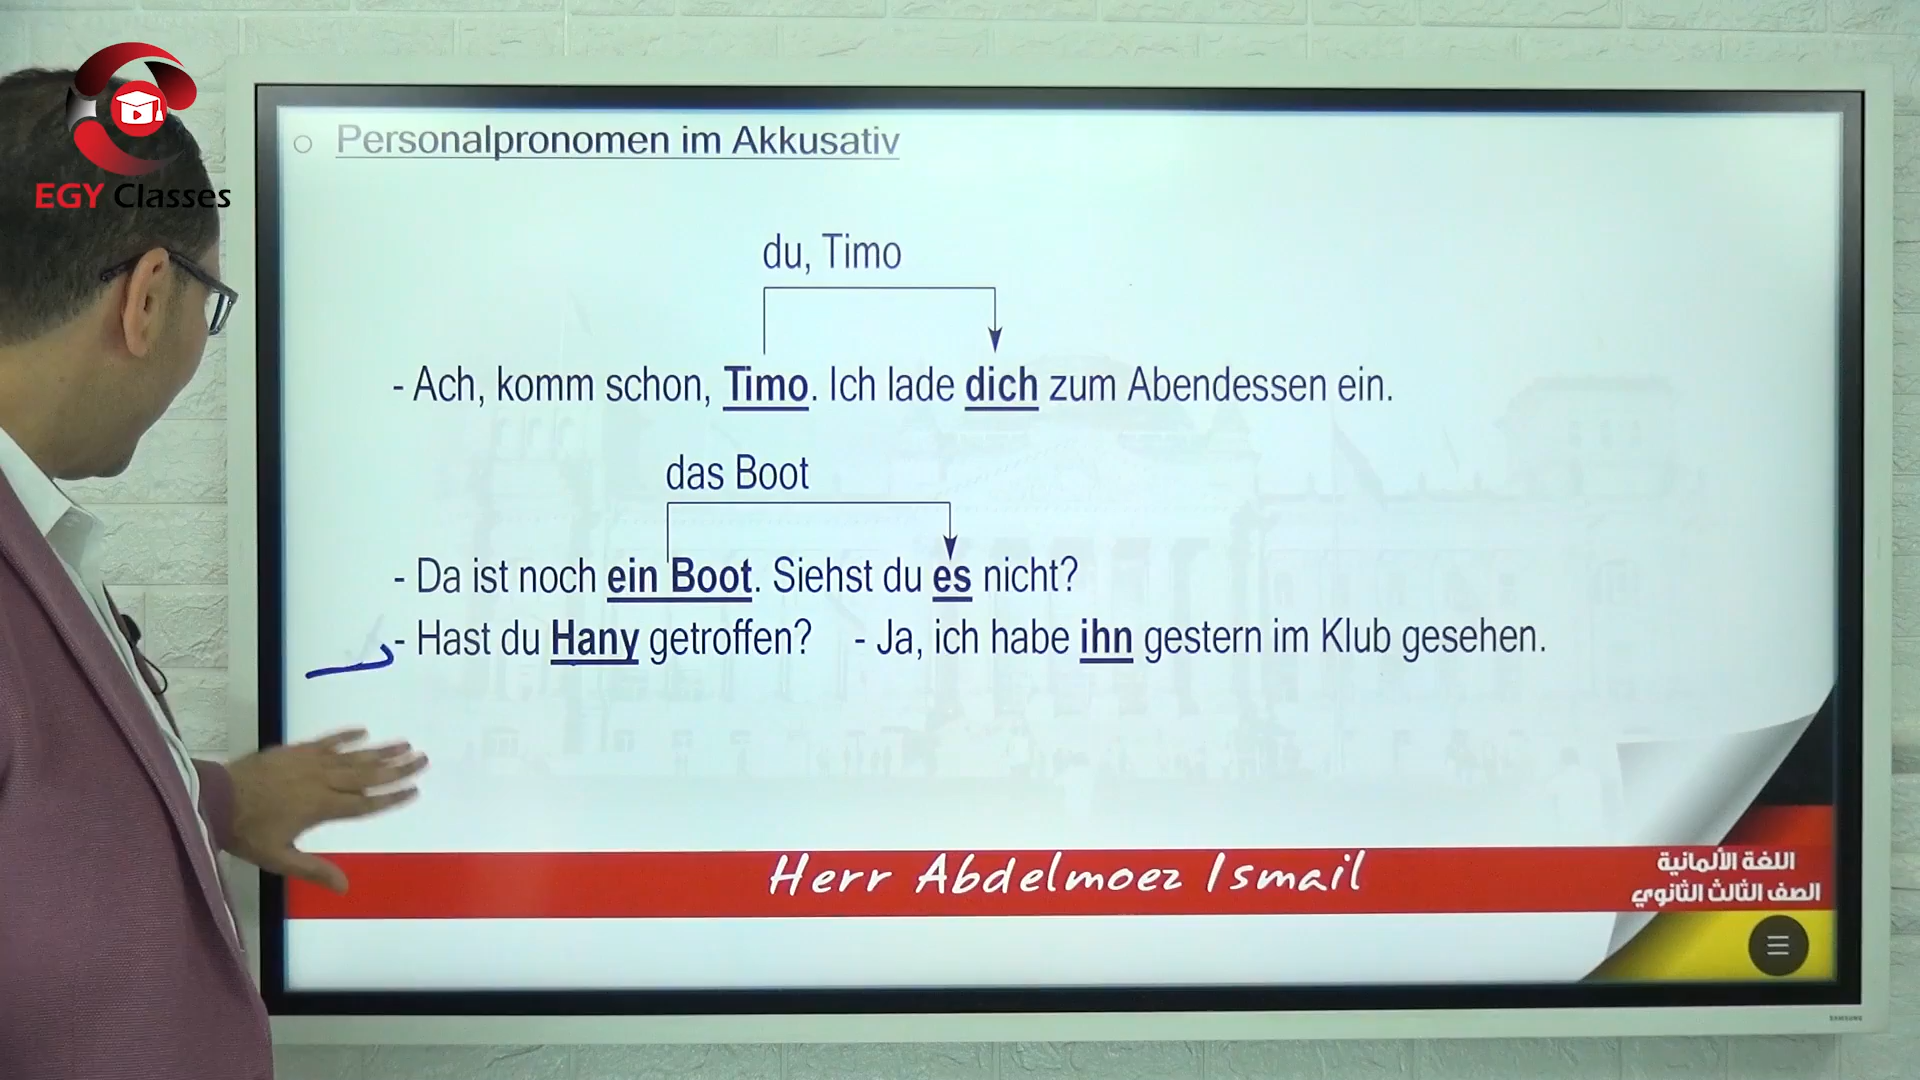 EGY Classes
○ Personalpronomen im Akkusativ
du, Timo
- Ach, komm schon, Timo. Ich lade dich zum Abendessen ein.
das Boot
- Da ist noch ein Boot. Siehst du es nicht?
- Hast du Hany getroffen? - Ja, ich habe ihn gestern im Klub gesehen.
Herr Abdelmoez Ismail
اللغة الألمانية
الصف الثالث الثانوي
SAMSUNG